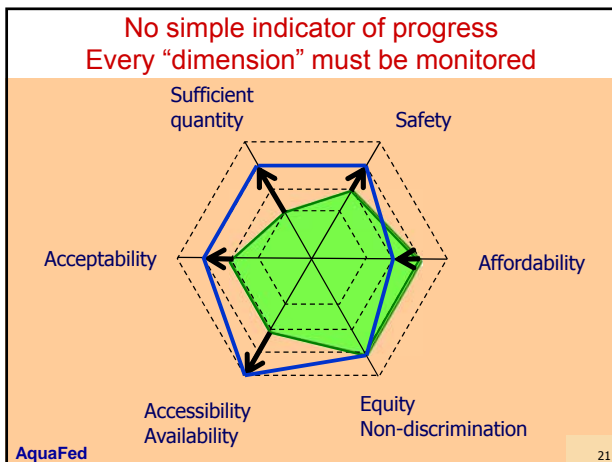 No simple indicator of progress
Every “dimension” must be monitored
Sufficient
quantity
Safety
Acceptability
Affordability
Accessibility
Availability
Equity
Non-discrimination
AquaFed
21